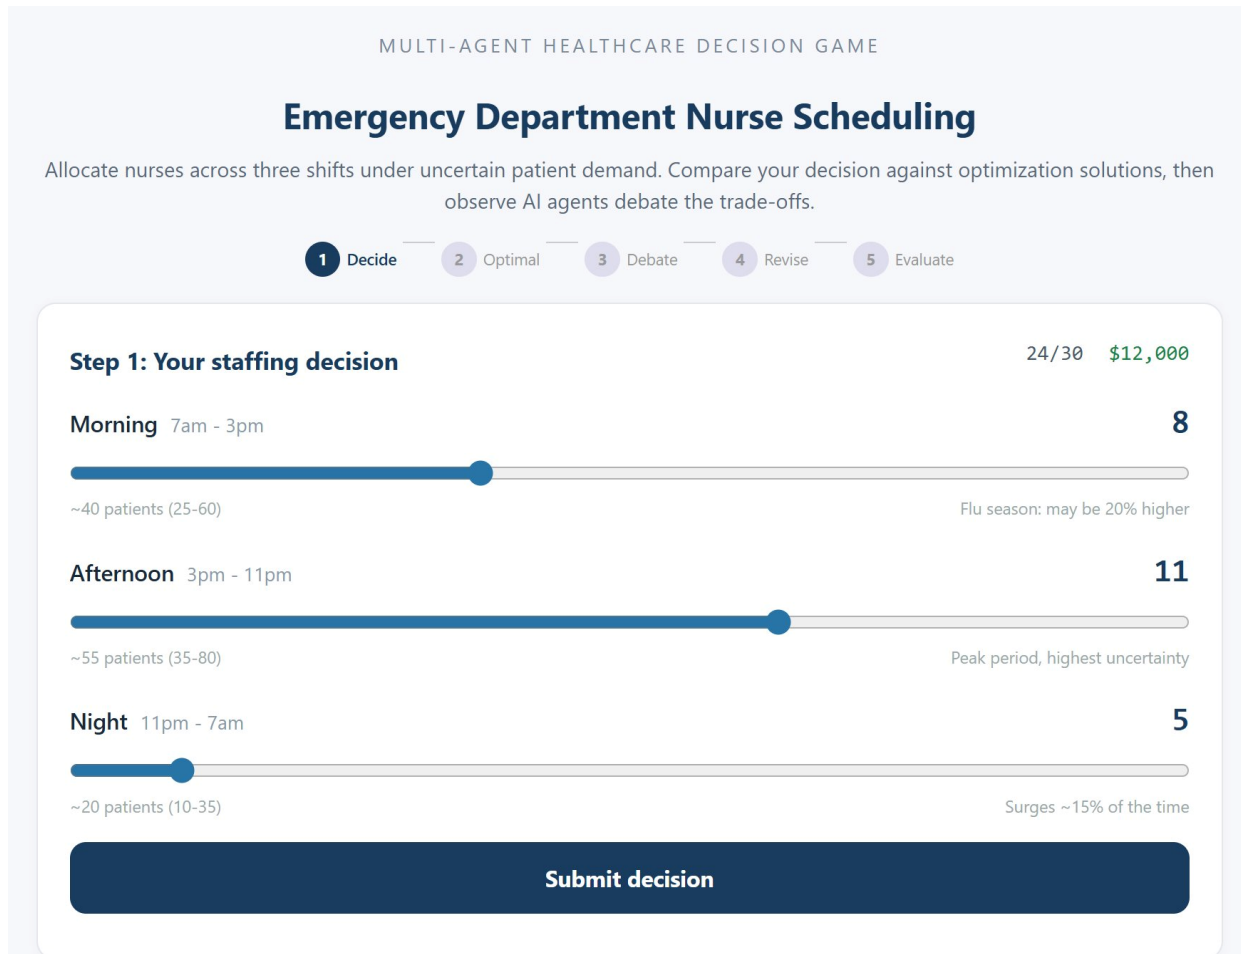 MULTI-AGENT HEALTHCARE DECISION GAME
Emergency Department Nurse Scheduling
Allocate nurses across three shifts under uncertain patient demand. Compare your decision against optimization solutions, then
observe AI agents debate the trade-offs.
1 Decide 2 Optimal 3 Debate 4 Revise 5 Evaluate
Step 1: Your staffing decision 24/30 $12,000
Morning 7am - 3pm 8
~40 patients (25-60) Flu season: may be 20% higher
Afternoon 3pm - 11pm 11
~55 patients (35-80) Peak period, highest uncertainty
Night 11pm - 7am 5
~20 patients (10-35) Surges ~15% of the time
Submit decision